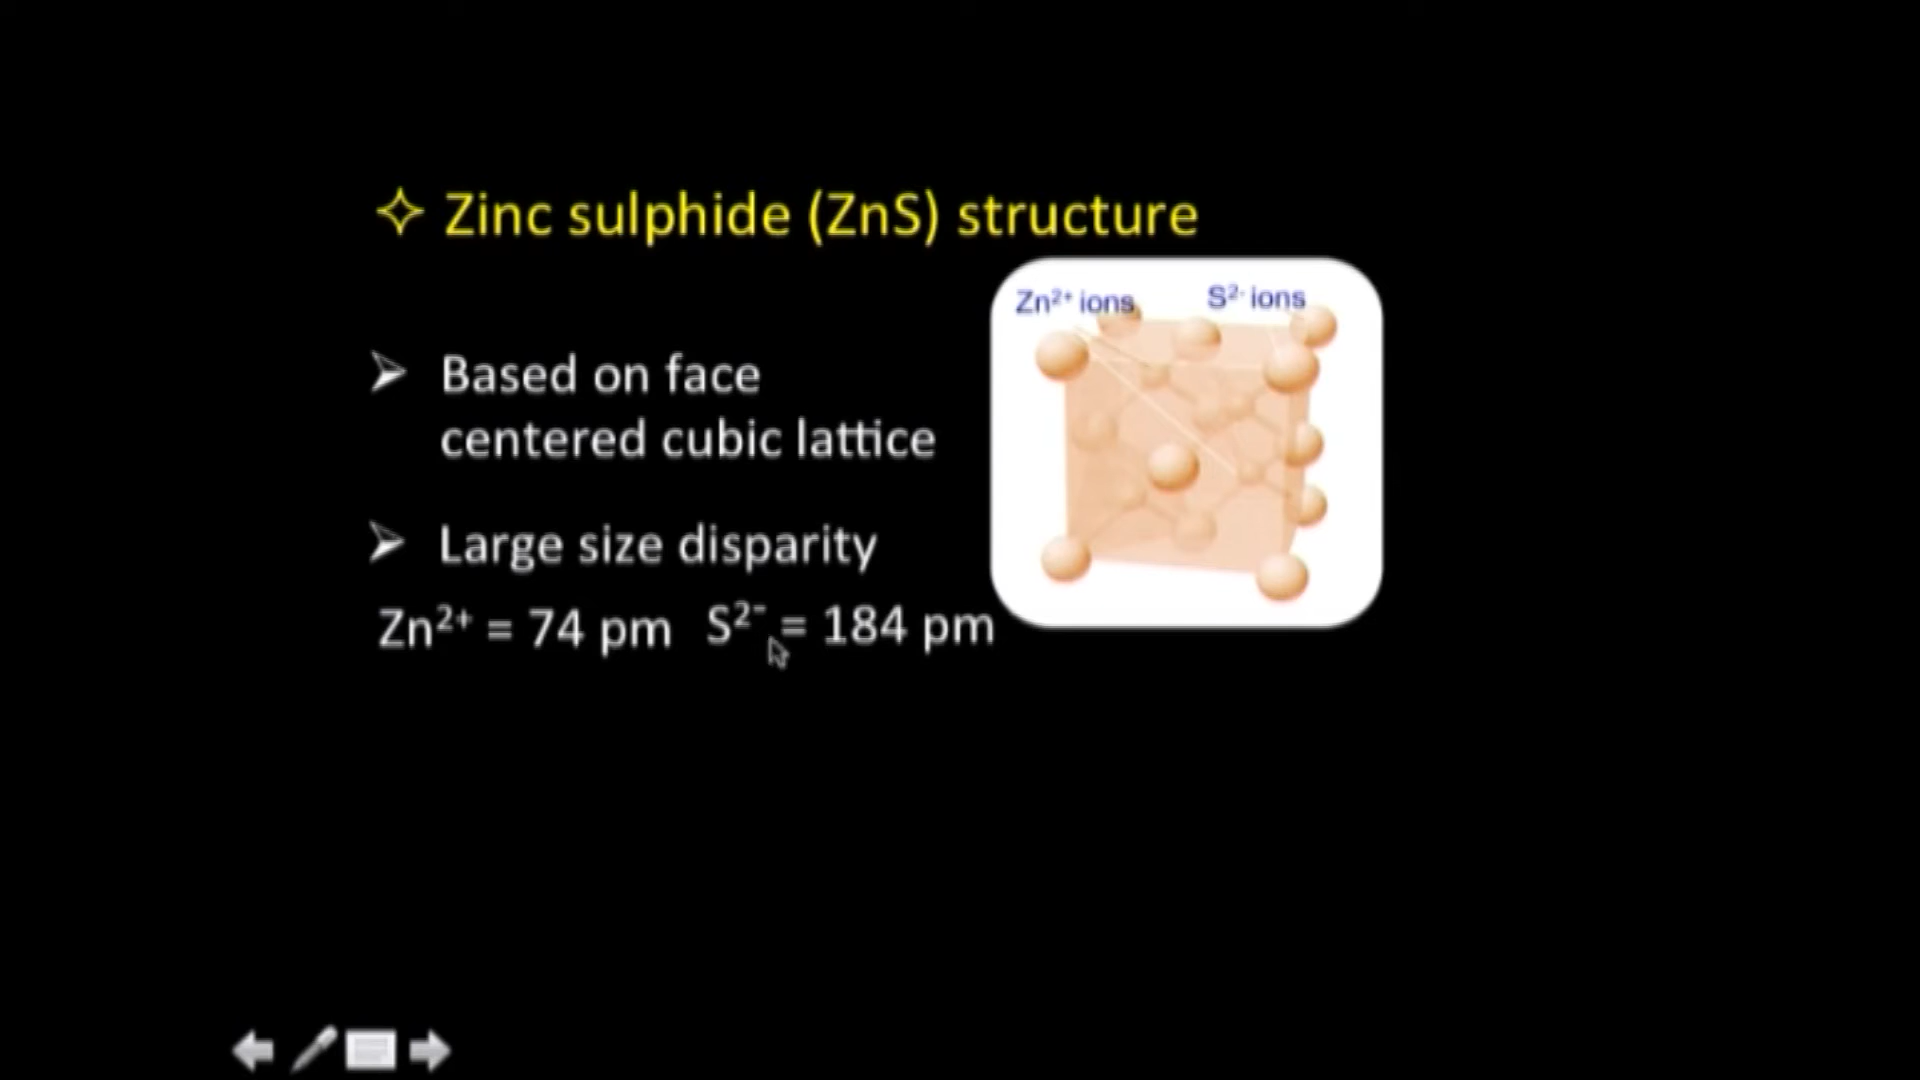 ✧ Zinc sulphide (ZnS) structure
Zn²⁺ ions S²⁻ ions
➢ Based on face
centered cubic lattice
➢ Large size disparity
Zn²⁺ = 74 pm S²⁻ = 184 pm